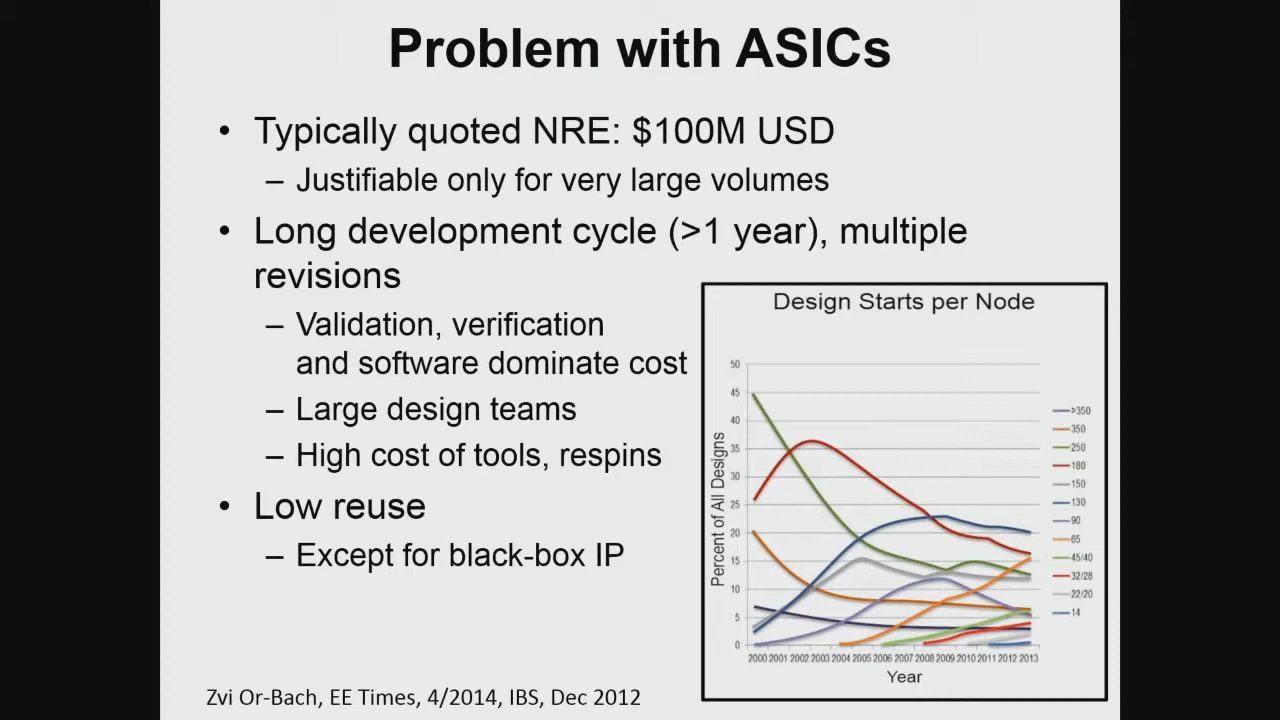 Problem with ASICs
• Typically quoted NRE: $100M USD
– Justifiable only for very large volumes
• Long development cycle (>1 year), multiple
revisions
– Validation, verification
and software dominate cost
– Large design teams
– High cost of tools, respins
• Low reuse
– Except for black-box IP
Design Starts per Node
50
45
40
35
30
25
20
15
10
5
0
Percent of All Designs
2000 2001 2002 2003 2004 2005 2006 2007 2008 2009 2010 2011 2012 2013
Year
>350
350
250
180
150
130
90
65
45/40
32/28
22/20
14
Zvi Or-Bach, EE Times, 4/2014, IBS, Dec 2012